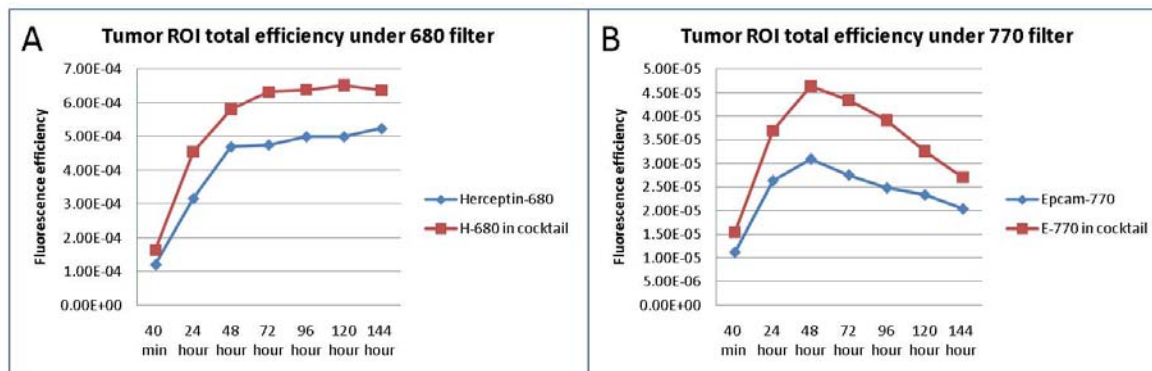 A
Tumor ROI total efficiency under 680 filter
7.00E-04
6.00E-04
5.00E-04
4.00E-04
3.00E-04
2.00E-04
1.00E-04
0.00E+00
Fluorescence efficiency
40 24 48 72 96 120 144
min hour hour hour hour hour hour
Herceptin-680
H-680 in cocktail
B
Tumor ROI total efficiency under 770 filter
5.00E-05
4.50E-05
4.00E-05
3.50E-05
3.00E-05
2.50E-05
2.00E-05
1.50E-05
1.00E-05
5.00E-06
0.00E+00
Fluorescence efficiency
40 24 48 72 96 120 144
min hour hour hour hour hour hour
Epcam-770
E-770 in cocktail